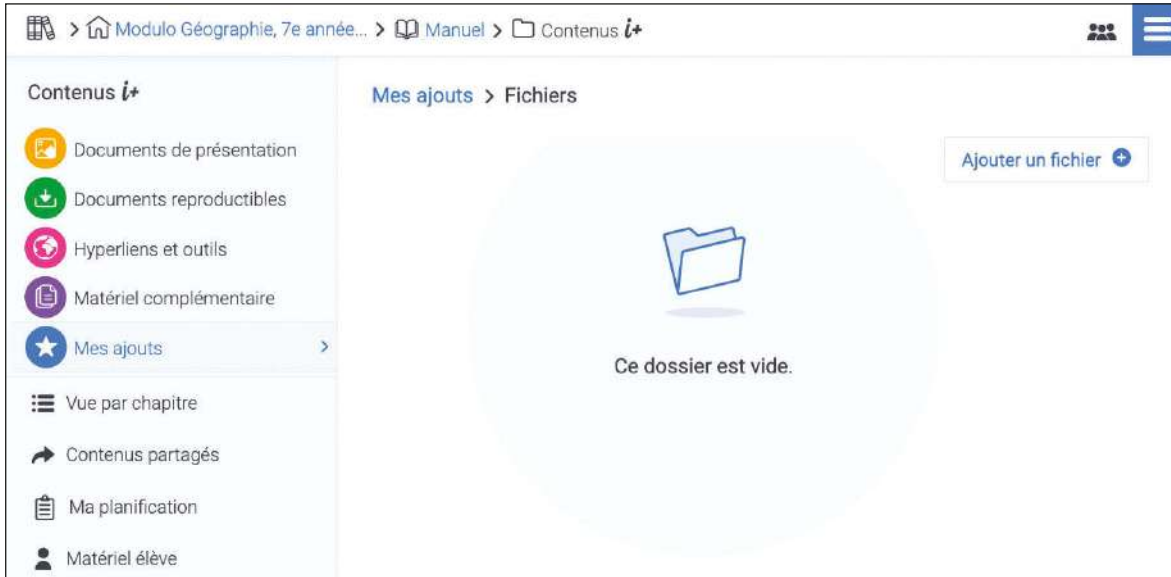 > Modulo Géographie, 7e année... > Manuel > Contenus i+
Contenus i+
Documents de présentation
Documents reproductibles
Hyperliens et outils
Matériel complémentaire
Mes ajouts >
Vue par chapitre
Contenus partagés
Ma planification
Matériel élève
Mes ajouts > Fichiers
Ajouter un fichier
Ce dossier est vide.